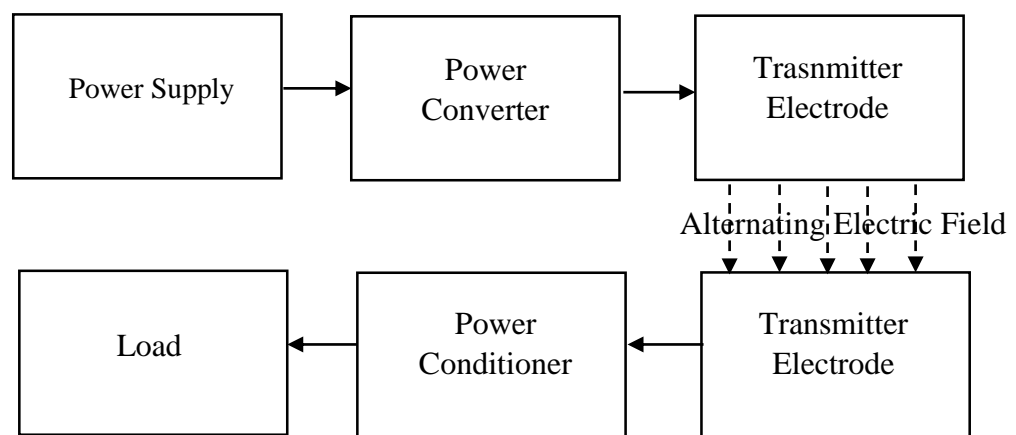 Power Supply
Power
Converter
Trasnmitter
Electrode
Alternating Electric Field
Load
Power
Conditioner
Transmitter
Electrode